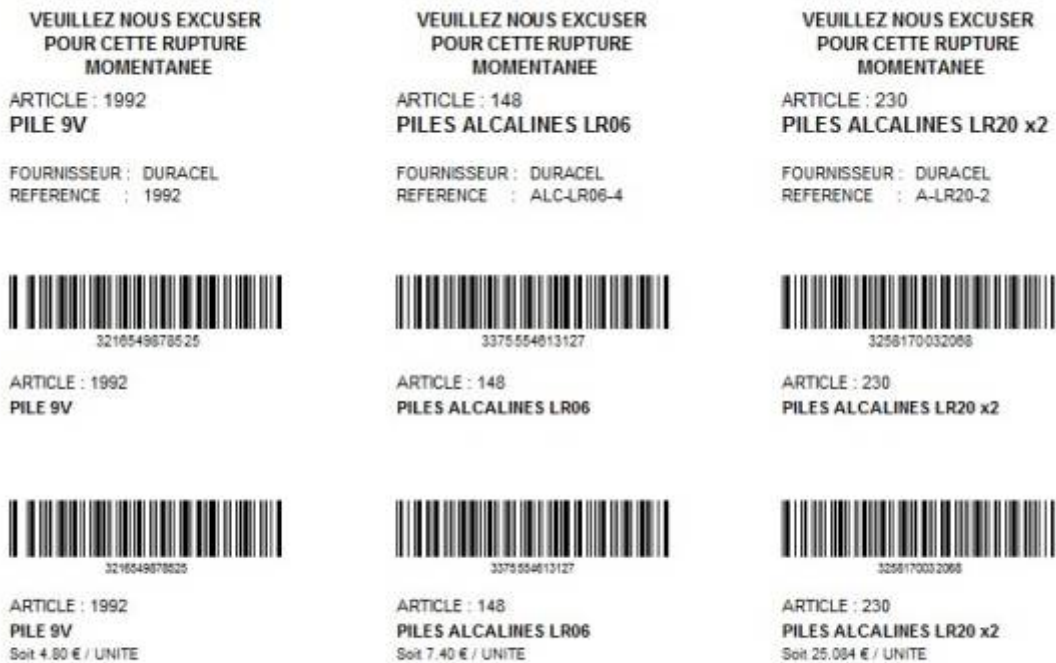 VEUILLEZ NOUS EXCUSER
POUR CETTE RUPTURE
MOMENTANEE
ARTICLE : 1992
PILE 9V
FOURNISSEUR : DURACEL
REFERENCE : 1992
3216549878525
ARTICLE : 1992
PILE 9V
3216549878525
ARTICLE : 1992
PILE 9V
Soit 4.80 € / UNITE
VEUILLEZ NOUS EXCUSER
POUR CETTE RUPTURE
MOMENTANEE
ARTICLE : 148
PILES ALCALINES LR06
FOURNISSEUR : DURACEL
REFERENCE : ALC-LR06-4
3375554613127
ARTICLE : 148
PILES ALCALINES LR06
3375554613127
ARTICLE : 148
PILES ALCALINES LR06
Soit 7.40 € / UNITE
VEUILLEZ NOUS EXCUSER
POUR CETTE RUPTURE
MOMENTANEE
ARTICLE : 230
PILES ALCALINES LR20 x2
FOURNISSEUR : DURACEL
REFERENCE : A-LR20-2
3258170032068
ARTICLE : 230
PILES ALCALINES LR20 x2
3258170032068
ARTICLE : 230
PILES ALCALINES LR20 x2
Soit 25.084 € / UNITE